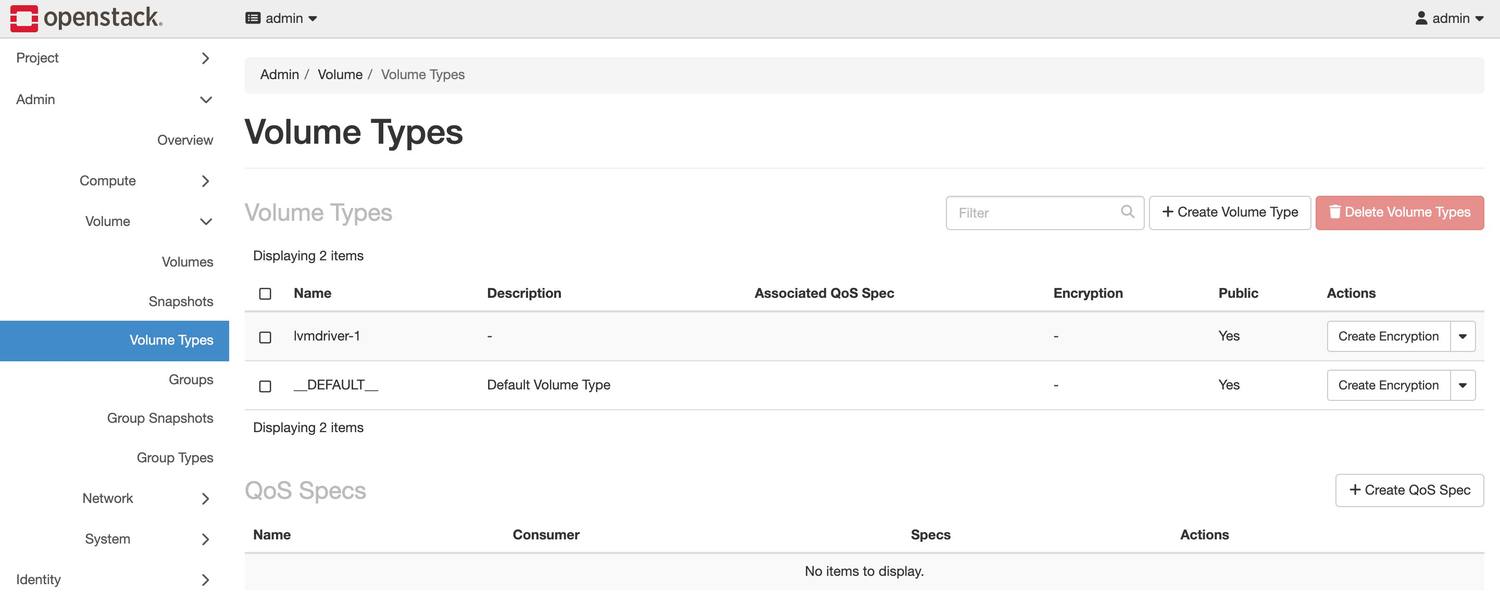 openstack.
admin
admin
Project
Admin
Overview
Compute
Volume
Volumes
Snapshots
Volume Types
Groups
Group Snapshots
Group Types
Network
System
Identity
Admin / Volume / Volume Types
Volume Types
Volume Types
Filter
+ Create Volume Type
Delete Volume Types
Displaying 2 items
Name Description Associated QoS Spec Encryption Public Actions
lvmdriver-1 - - Yes Create Encryption
__DEFAULT__ Default Volume Type - Yes Create Encryption
Displaying 2 items
QoS Specs
+ Create QoS Spec
Name Consumer Specs Actions
No items to display.